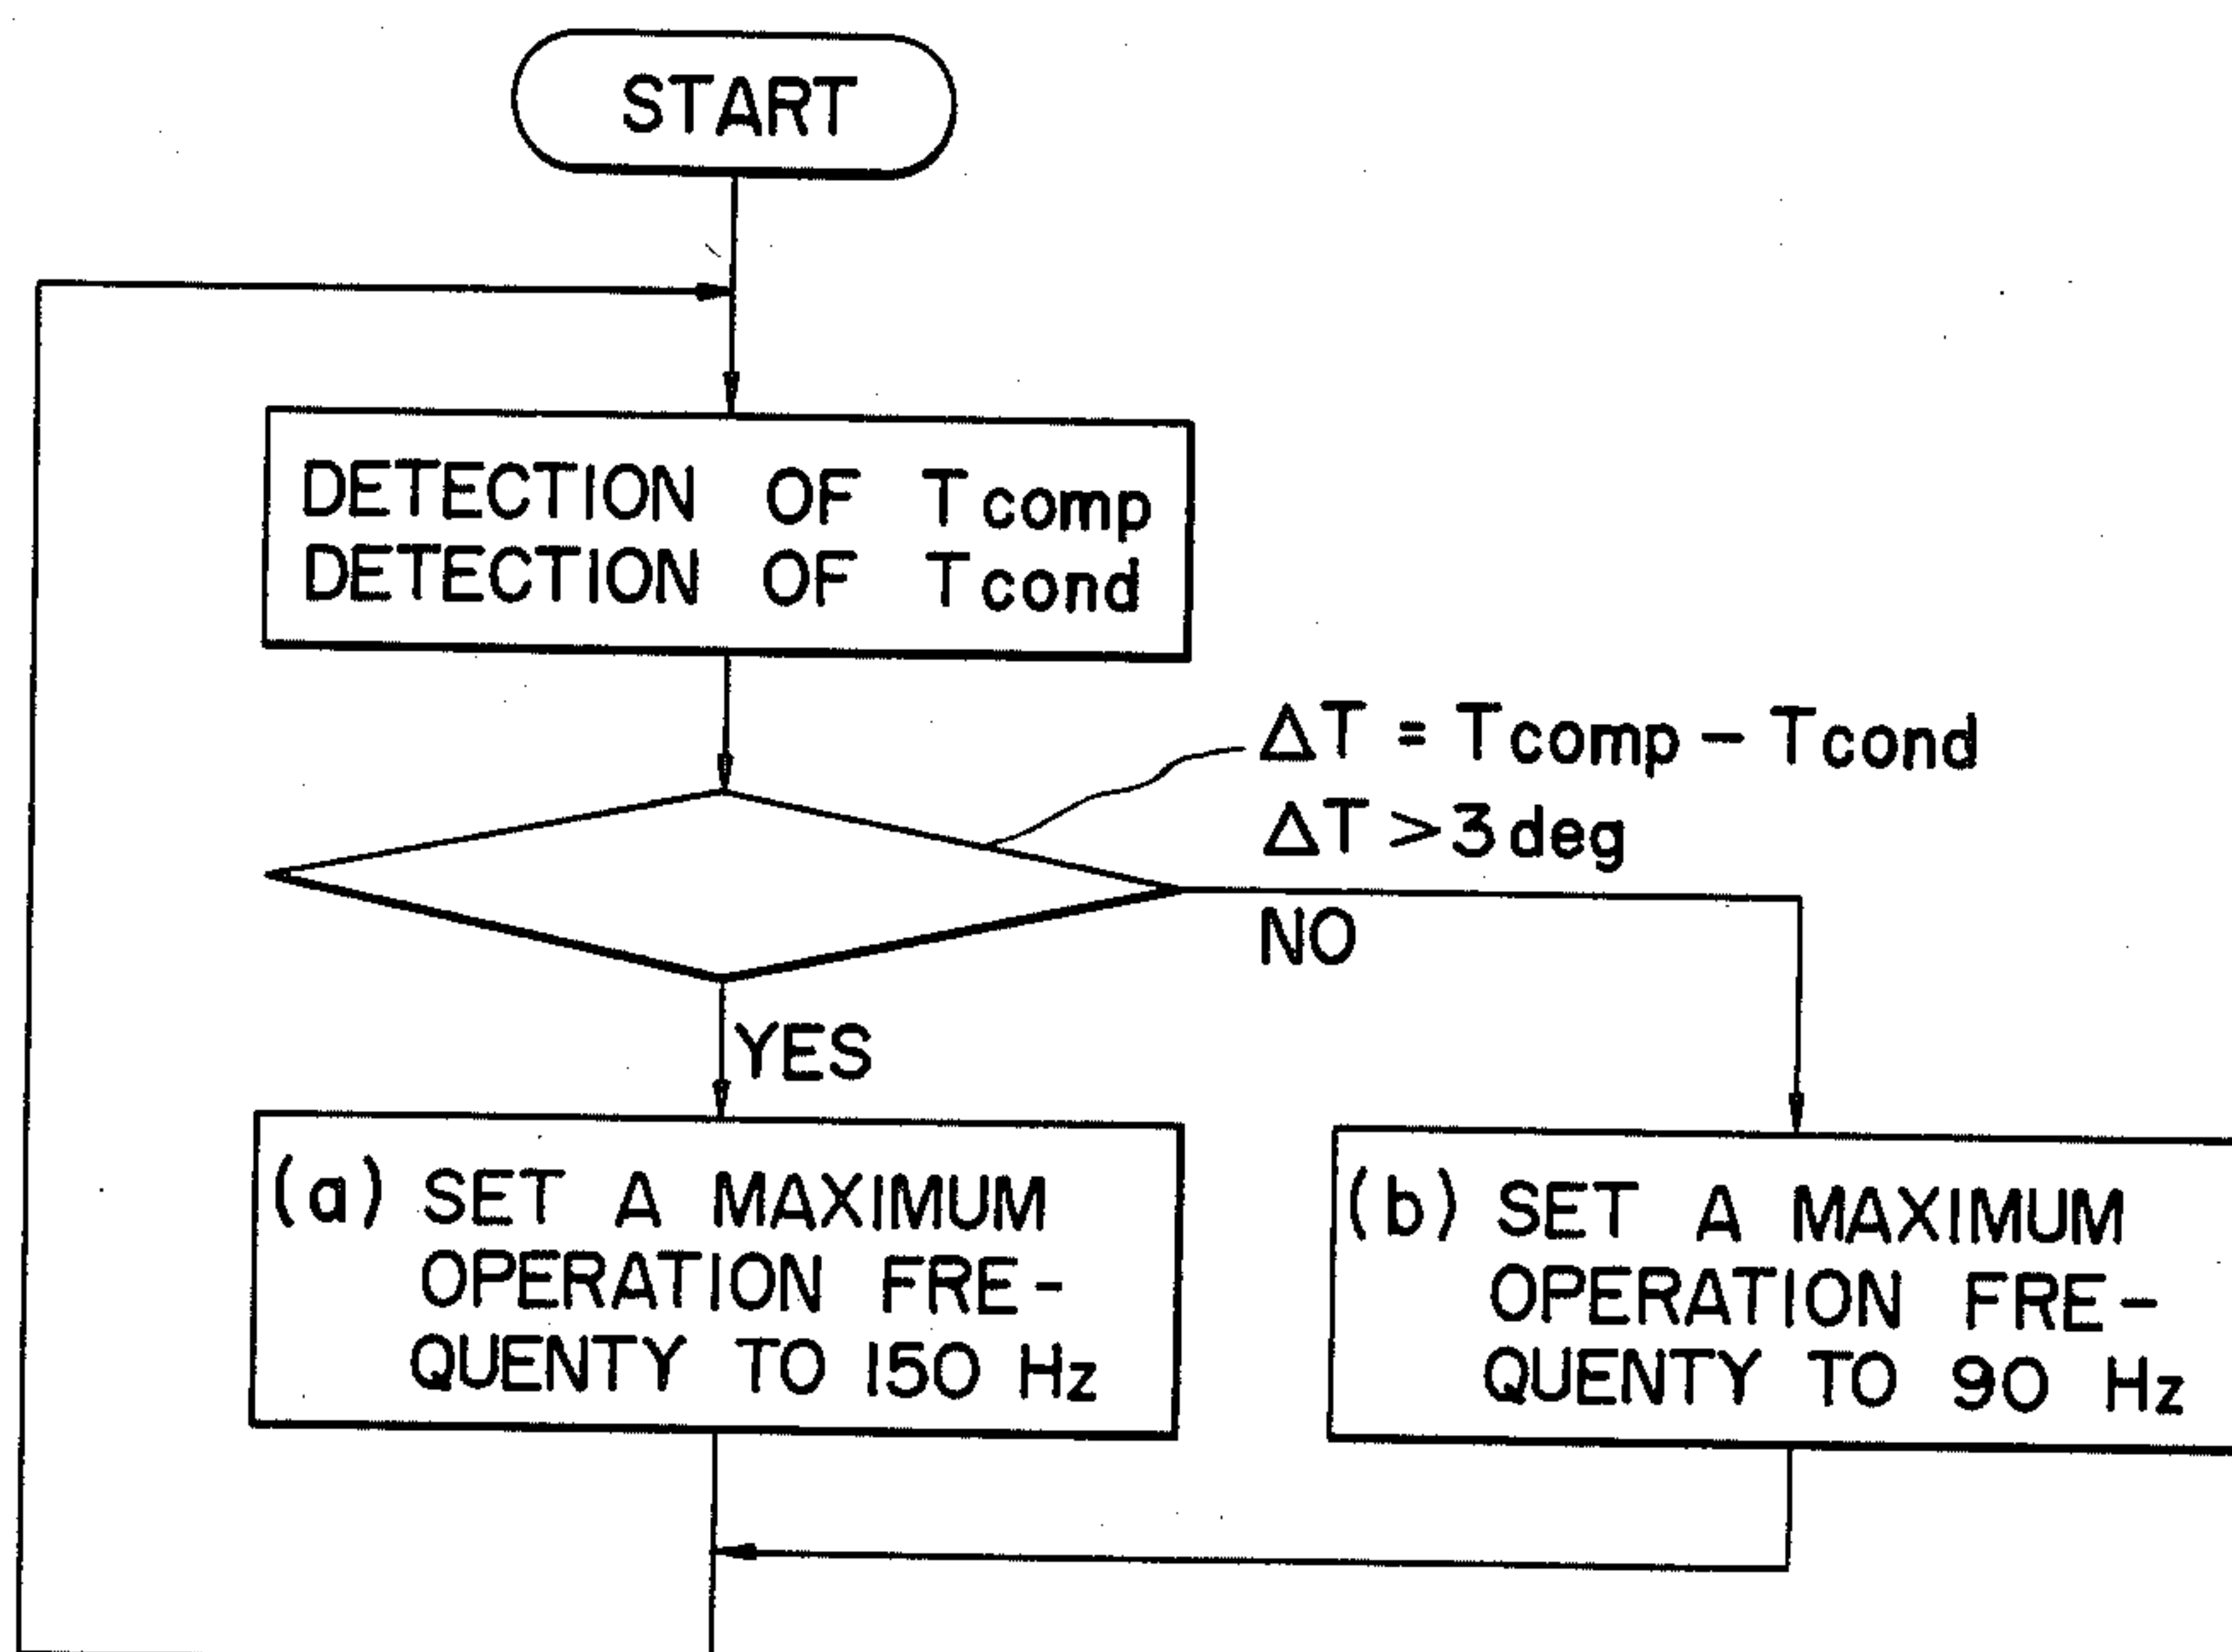 START
DETECTION OF Tcomp
DETECTION OF Tcond
ΔT = Tcomp - Tcond
ΔT > 3 deg
NO
YES
(a) SET A MAXIMUM
OPERATION FRE-
QUENTY TO 150 Hz
(b) SET A MAXIMUM
OPERATION FRE-
QUENTY TO 90 Hz